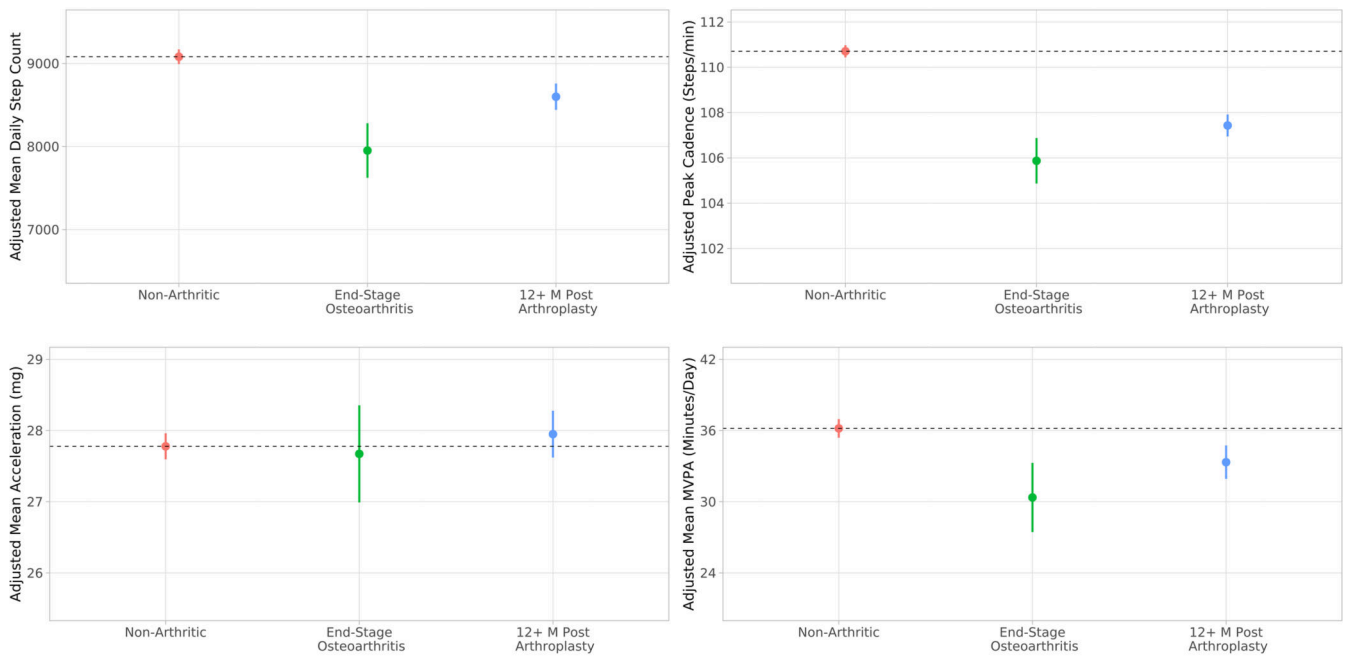 Adjusted Mean Daily Step Count
9000
8000
7000
Non-Arthritic
End-Stage
Osteoarthritis
12+ M Post
Arthroplasty
Adjusted Peak Cadence (Steps/min)
112
110
108
106
104
102
Non-Arthritic
End-Stage
Osteoarthritis
12+ M Post
Arthroplasty
Adjusted Mean Acceleration (mg)
29
28
27
26
Non-Arthritic
End-Stage
Osteoarthritis
12+ M Post
Arthroplasty
Adjusted Mean MVPA (Minutes/Day)
42
36
30
24
Non-Arthritic
End-Stage
Osteoarthritis
12+ M Post
Arthroplasty